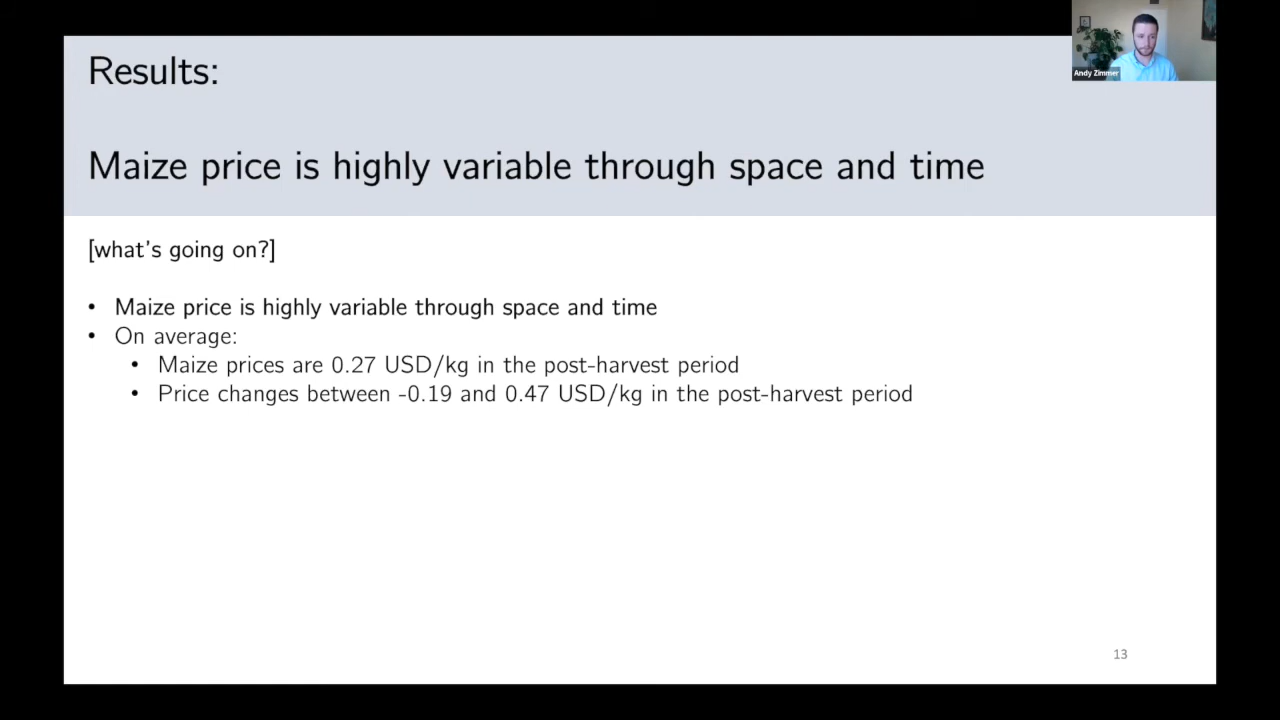 Results:
Maize price is highly variable through space and time
Andy Zimmer
[what's going on?]
• Maize price is highly variable through space and time
• On average:
• Maize prices are 0.27 USD/kg in the post-harvest period
• Price changes between -0.19 and 0.47 USD/kg in the post-harvest period
13